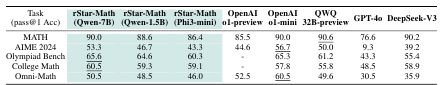 Task (pass@1 Acc) rStar-Math (Qwen-7B) rStar-Math (Qwen-1.5B) rStar-Math (Phi3-mini) OpenAI o1-preview OpenAI o1-mini QWQ 32B-preview GPT-4o DeepSeek-V3
MATH 90.0 88.6 86.4 85.5 90.0 90.6 76.6 90.2
AIME 2024 53.3 46.7 43.3 44.6 56.7 50.0 9.3 39.2
Olympiad Bench 65.6 64.6 60.3 - 65.3 61.2 43.3 55.4
College Math 60.5 59.3 59.1 - 57.8 55.8 48.5 58.9
Omni-Math 50.5 48.5 46.0 52.5 60.5 49.6 30.5 35.9